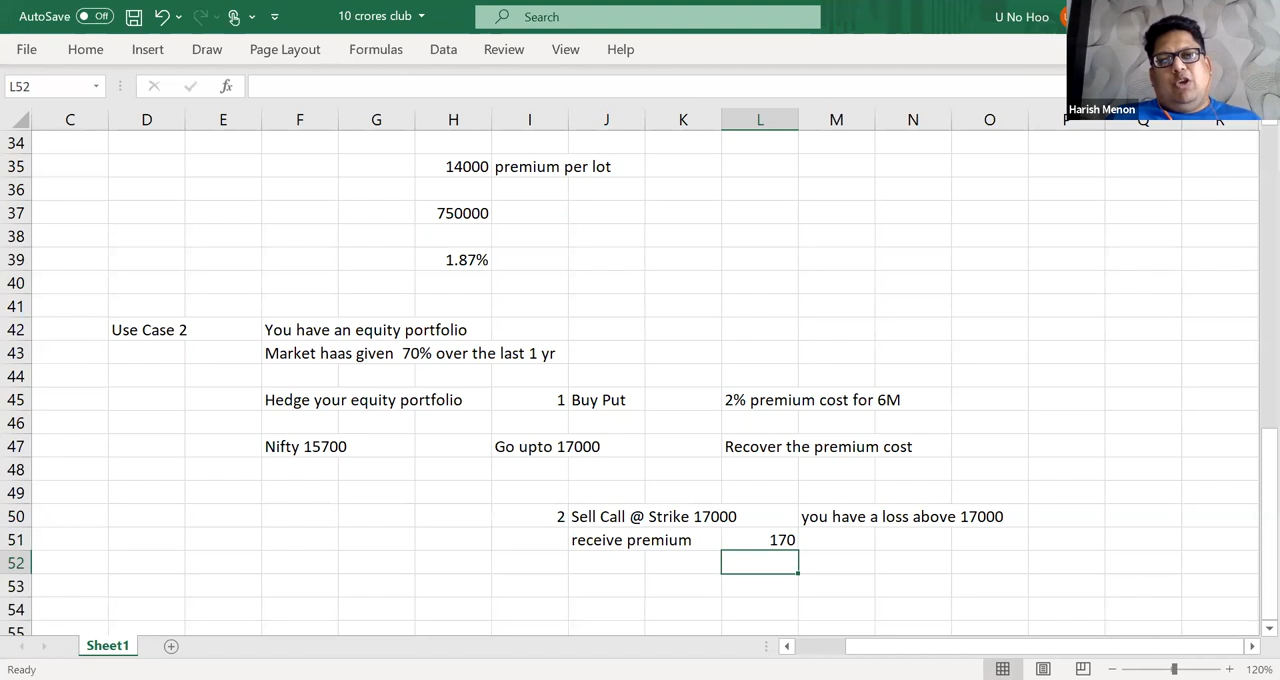 AutoSave Off 10 crores club Search U No Hoo
File Home Insert Draw Page Layout Formulas Data Review View Help
Harish Menon
L52 fx
C D E F G H I J K L M N O
34
35 14000 premium per lot
36
37 750000
38
39 1.87%
40
41
42 Use Case 2 You have an equity portfolio
43 Market haas given 70% over the last 1 yr
44
45 Hedge your equity portfolio 1 Buy Put 2% premium cost for 6M
46
47 Nifty 15700 Go upto 17000 Recover the premium cost
48
49
50 2 Sell Call @ Strike 17000 you have a loss above 17000
51 receive premium 170
52
53
54
55
Sheet1
Ready 120%